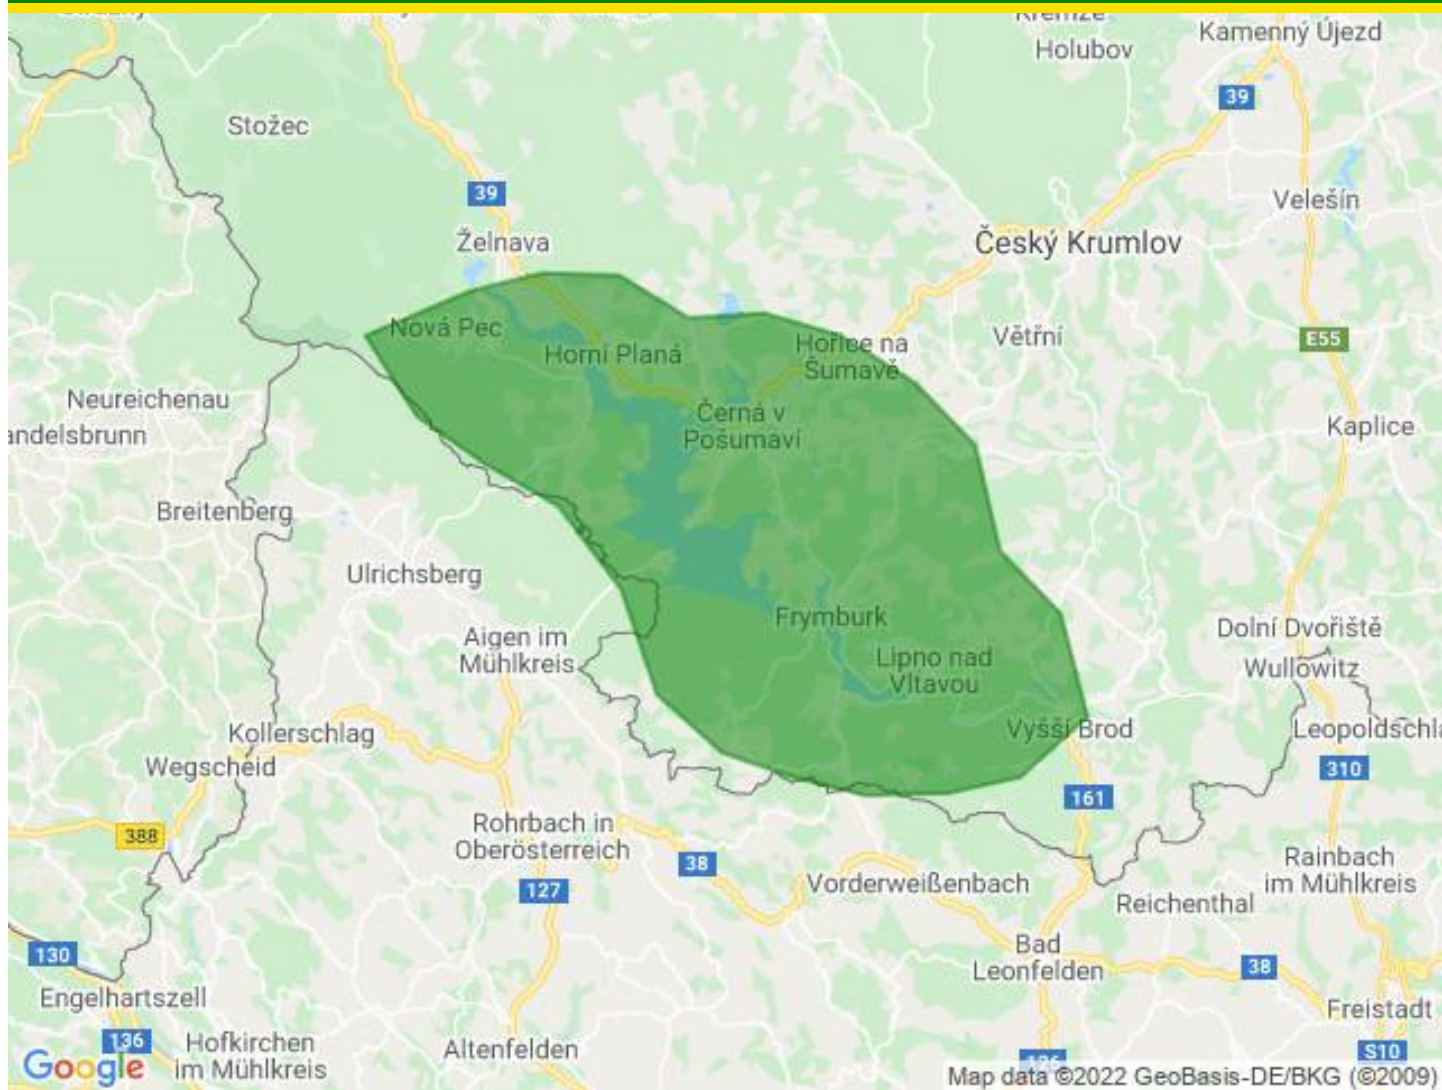 Kamenný Újezd
Holubov
39
Stožec
39
Velešín
Želnava
Český Krumlov
Nová Pec
Horní Planá
Hořice na
Šumavě
Větřní
E55
Neureichenau
andelsbrunn
Černá v
Pošumaví
Kaplice
Breitenberg
Ulrichsberg
Frymburk
Aigen im
Mühlkreis
Lipno nad
Vltavou
Dolní Dvořiště
Wullowitz
Kollerschlag
Vyšší Brod
Leopoldschla
Wegscheid
310
161
388
Rohrbach in
Oberösterreich
38
127
Vorderweißenbach
Rainbach
im Mühlkreis
Reichenthal
130
Bad
Leonfelden
38
Engelhartszell
Freistadt
136
Hofkirchen
im Mühlkreis
Altenfelden
S10
Google
Map data ©2022 GeoBasis-DE/BKG (©2009)